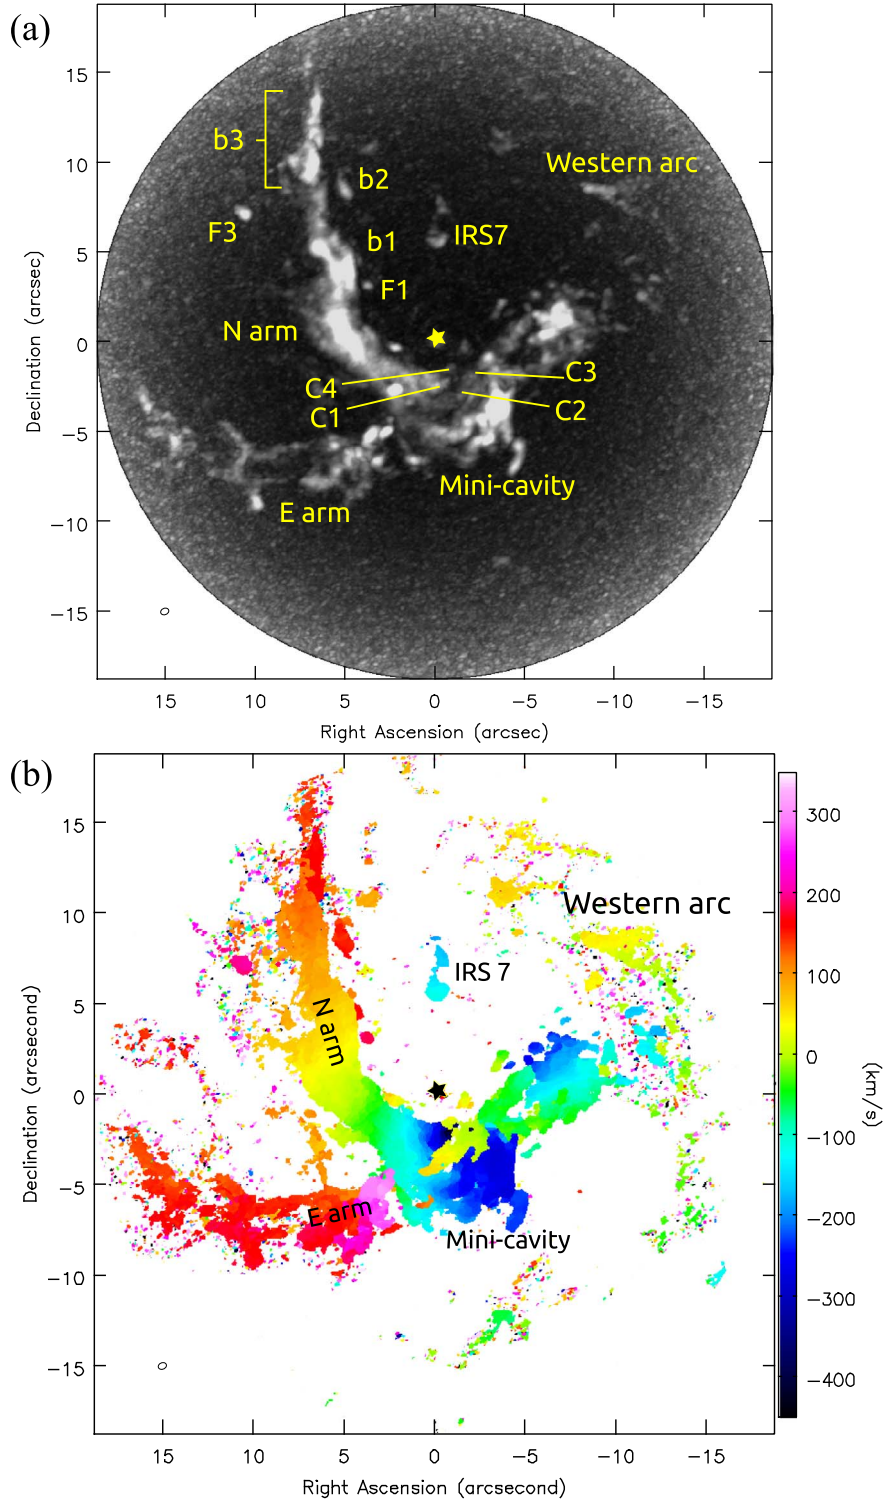 (a)
15
b3
Western arc
10
b2
F3
b1
IRS7
5
F1
N arm
0
C3
C4
C1
C2
−5
Mini-cavity
E arm
−10
−15
Declination (arcsec)
15 10 5 0 −5 −10 −15
Right Ascension (arcsec)
(b)
300
15
Western arc
200
10
IRS 7
100
5
N arm
0
0
−100
−5
E arm
−200
Mini-cavity
−10
−300
−15
−400
Declination (arcsecond)
(km/s)
15 10 5 0 −5 −10 −15
Right Ascension (arcsecond)